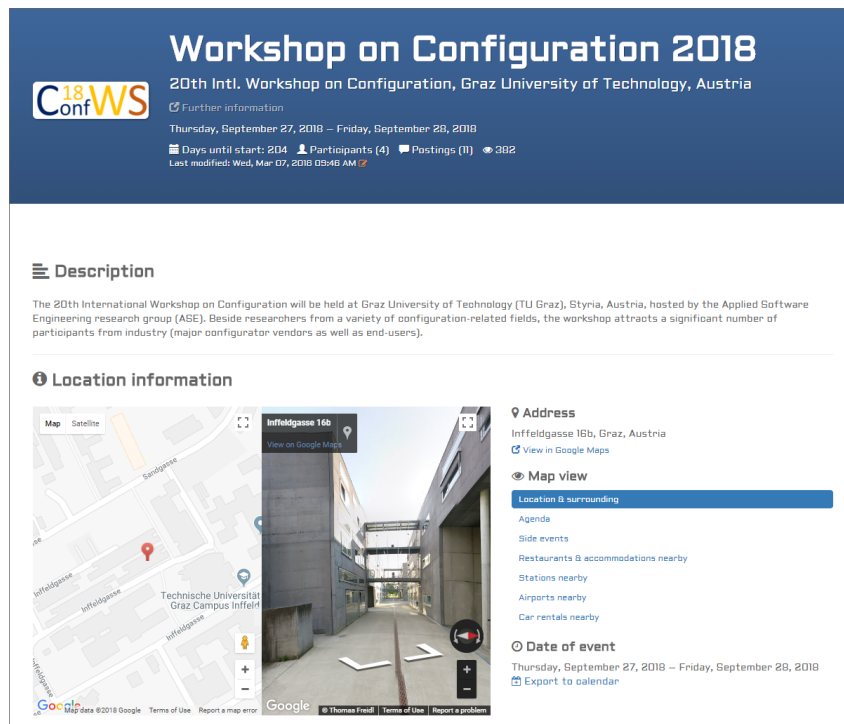 Workshop on Configuration 2018
18.
ConfWS
20th Intl. Workshop on Configuration, Graz University of Technology, Austria
Further information
Thursday, September 27, 2018 – Friday, September 28, 2018
Days until start: 204 Participants (4) Postings (11) 382
Last modified: Wed, Mar 07, 2018 09:46 AM
Description
The 20th International Workshop on Configuration will be held at Graz University of Technology (TU Graz), Styria, Austria, hosted by the Applied Software
Engineering research group (ASE). Beside researchers from a variety of configuration-related fields, the workshop attracts a significant number of
participants from industry (major configurator vendors as well as end-users).
Location information
Map Satellite
Sandgasse
Inffeldgasse
Inffeldgasse
Inffeldgasse
Inffeldgasse
Technische Universität
Graz Campus Inffeld
Google
Map data ©2018 Google Terms of Use Report a map error
Inffeldgasse 16b
View on Google Maps
Google
© Thomas Freidl Terms of Use Report a problem
Address
Inffeldgasse 16b, Graz, Austria
View in Google Maps
Map view
Location & surrounding
Agenda
Side events
Restaurants & accommodations nearby
Stations nearby
Airports nearby
Car rentals nearby
Date of event
Thursday, September 27, 2018 – Friday, September 28, 2018
Export to calendar